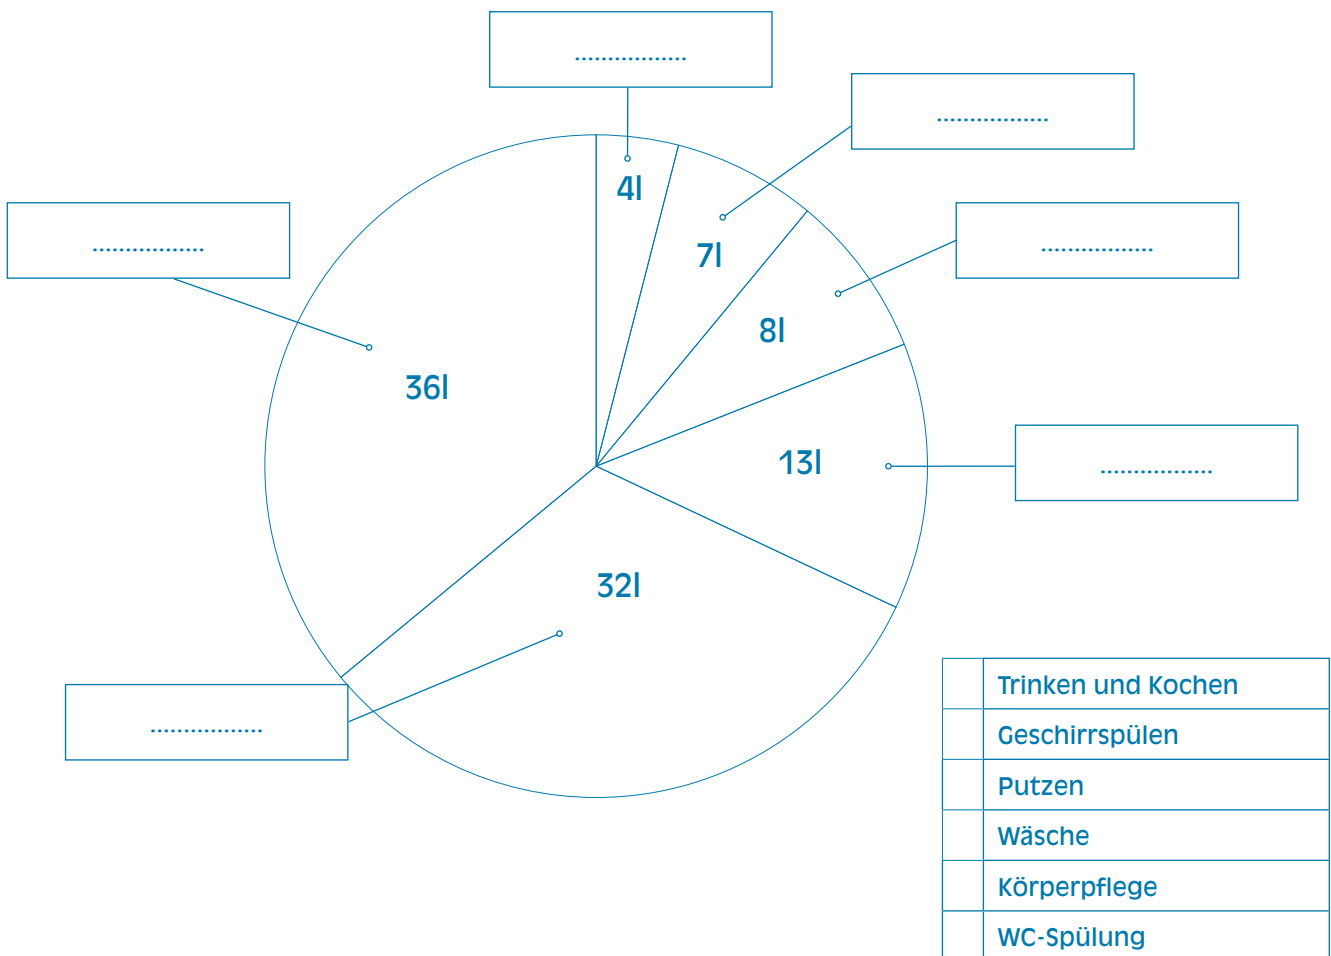 .................
.................
4l
7l
.................
.................
8l
36l
13l
.................
32l
.................
Trinken und Kochen
Geschirrspülen
Putzen
Wäsche
Körperpflege
WC-Spülung